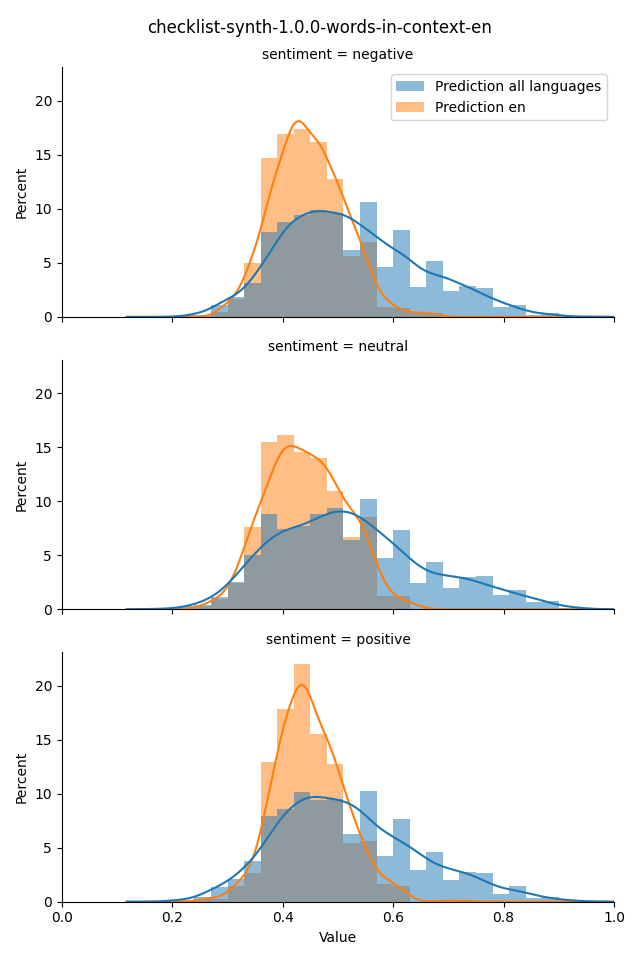 checklist-synth-1.0.0-words-in-context-en
sentiment = negative
Prediction all languages
Prediction en
20
15
10
5
0
Percent
sentiment = neutral
20
15
10
5
0
Percent
sentiment = positive
20
15
10
5
0
Percent
0.0 0.2 0.4 0.6 0.8 1.0
Value